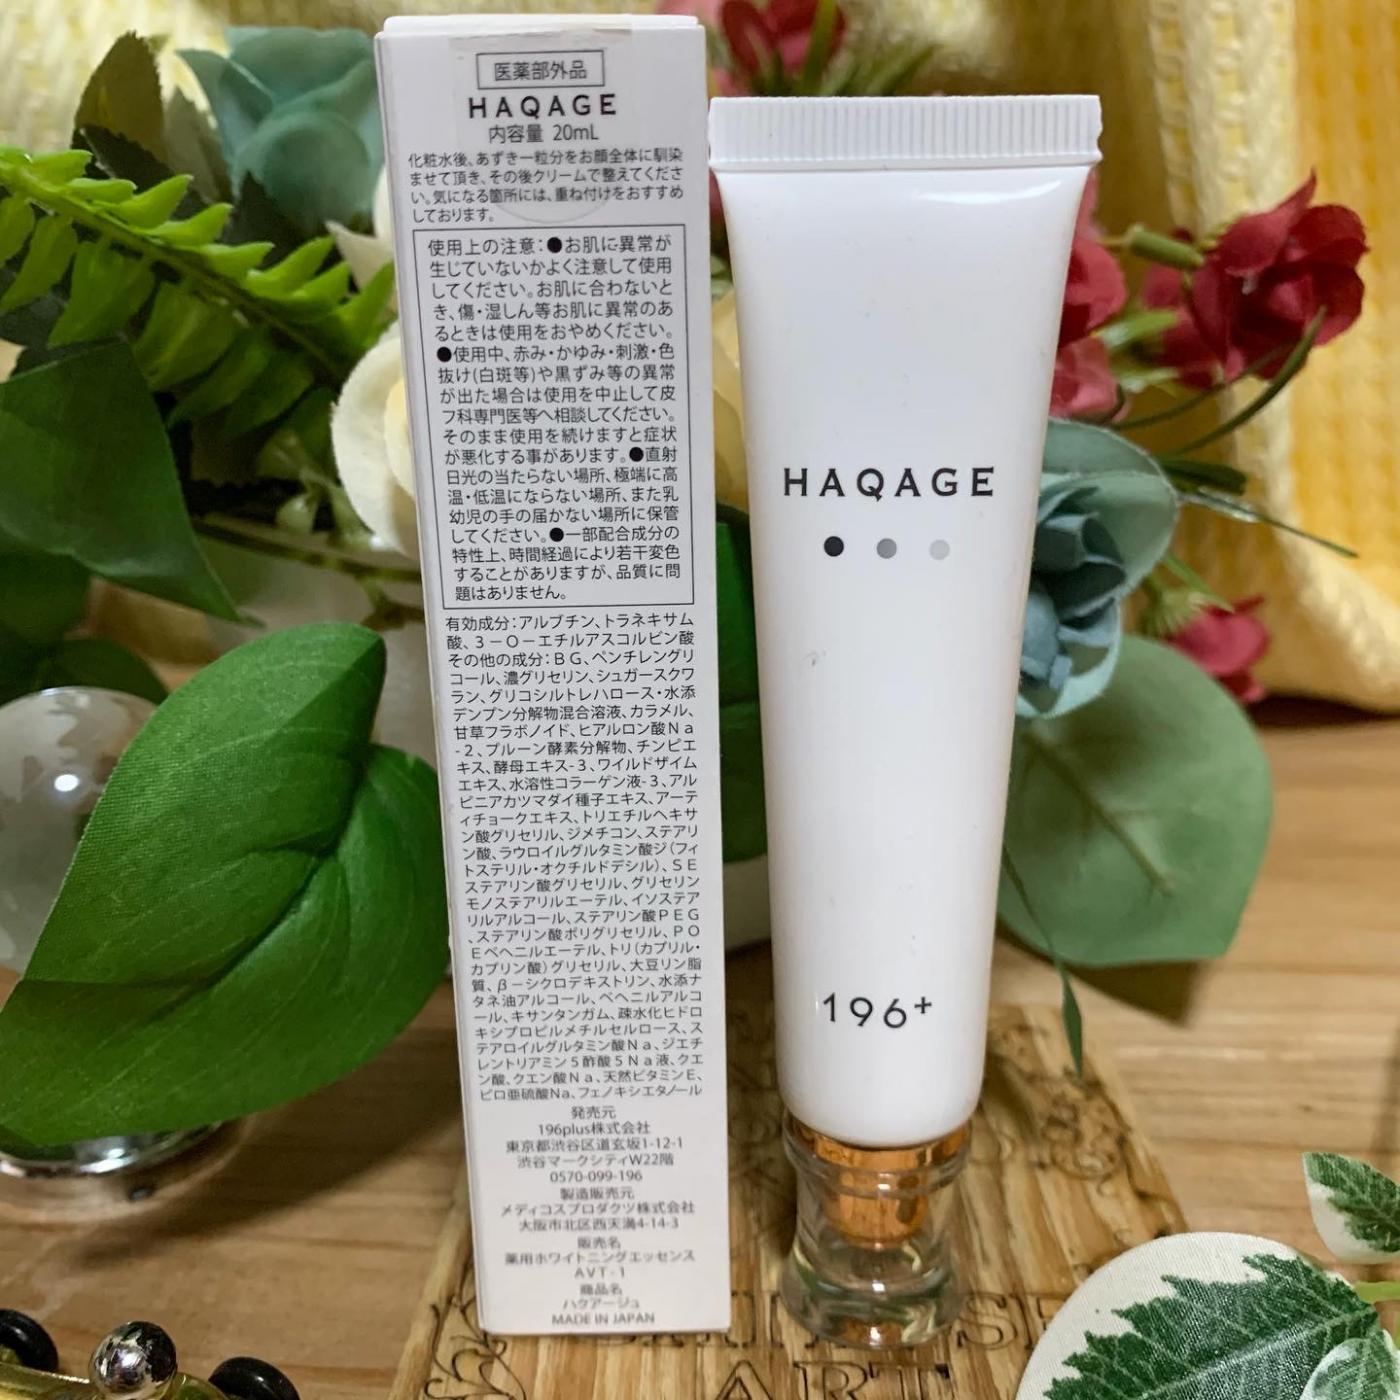 医薬部外品
HAQAGE
内容量 20mL
化粧水後、あずき一粒分をお顔全体に馴染
ませて頂き、その後クリームで整えてくださ
い。気になる箇所には、重ね付けをおすすめ
しております。
使用上の注意：●お肌に異常が
生じていないかよく注意して使用
してください。お肌に合わないと
き、傷・湿しん等お肌に異常のあ
るときは使用をおやめください。
●使用中、赤み・かゆみ・刺激・色
抜け(白斑等)や黒ずみ等の異常
が出た場合は使用を中止して皮
フ科専門医等へ相談してください。
そのまま使用を続けますと症状
が悪化する事があります。●直射
日光の当たらない場所、極端に高
温・低温にならない場所、また乳
幼児の手の届かない場所に保管
してください。●一部配合成分の
特性上、時間経過により若干変色
することがありますが、品質に問
題はありません。
有効成分：アルブチン、トラネキサム
酸、３－Ｏ－エチルアスコルビン酸
その他の成分：ＢＧ、ペンチレングリ
コール、濃グリセリン、シュガースクワ
ラン、グリコシルトレハロース・水添
デンプン分解物混合溶液、カラメル、
甘草フラボノイド、ヒアルロン酸Ｎａ
-２、プルーン酵素分解物、チンピエ
キス、酵母エキス-３、ワイルドザイム
エキス、水溶性コラーゲン液-３、アル
ピニアカツマダイ種子エキス、アーテ
ィチョークエキス、トリエチルヘキサ
ン酸グリセリル、ジメチコン、ステアリ
ン酸、ラウロイルグルタミン酸ジ（フィ
トステリル・オクチルドデシル）、ＳＥ
ステアリン酸グリセリル、グリセリン
モノステアリルエーテル、イソステア
リルアルコール、ステアリン酸ＰＥＧ
、ステアリン酸ポリグリセリル、ＰＯ
Ｅベヘニルエーテル、トリ（カプリル・
カプリン酸）グリセリル、大豆リン脂
質、β－シクロデキストリン、水添ナ
タネ油アルコール、ベヘニルアルコ
ール、キサンタンガム、疎水化ヒドロ
キシプロピルメチルセルロース、ス
テアロイルグルタミン酸Ｎａ、ジエチ
レントリアミン５酢酸５Ｎａ液、クエ
ン酸、クエン酸Ｎａ、天然ビタミンＥ、
ピロ亜硫酸Na、フェノキシエタノール
発売元
196plus株式会社
東京都渋谷区道玄坂1-12-1
渋谷マークシティW22階
0570-099-196
製造販売元
メディコスプロダクツ株式会社
大阪市北区西天満4-14-3
販売名
薬用ホワイトニングエッセンス
AVT-1
商品名
ハクアージュ
MADE IN JAPAN
HAQAGE
196+
ART